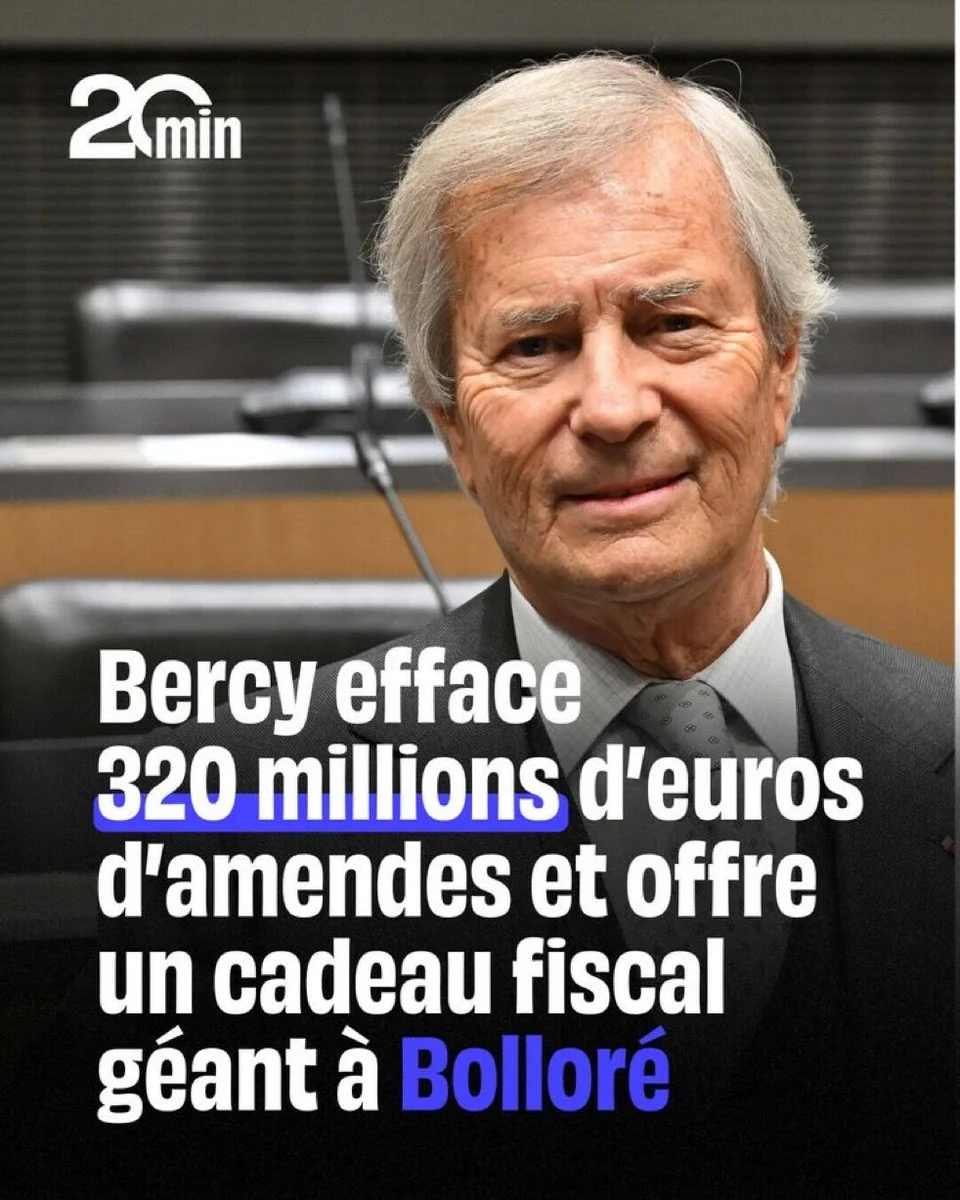 20min
Bercy efface
320 millions d'euros
d'amendes et offre
un cadeau fiscal
géant à Bolloré